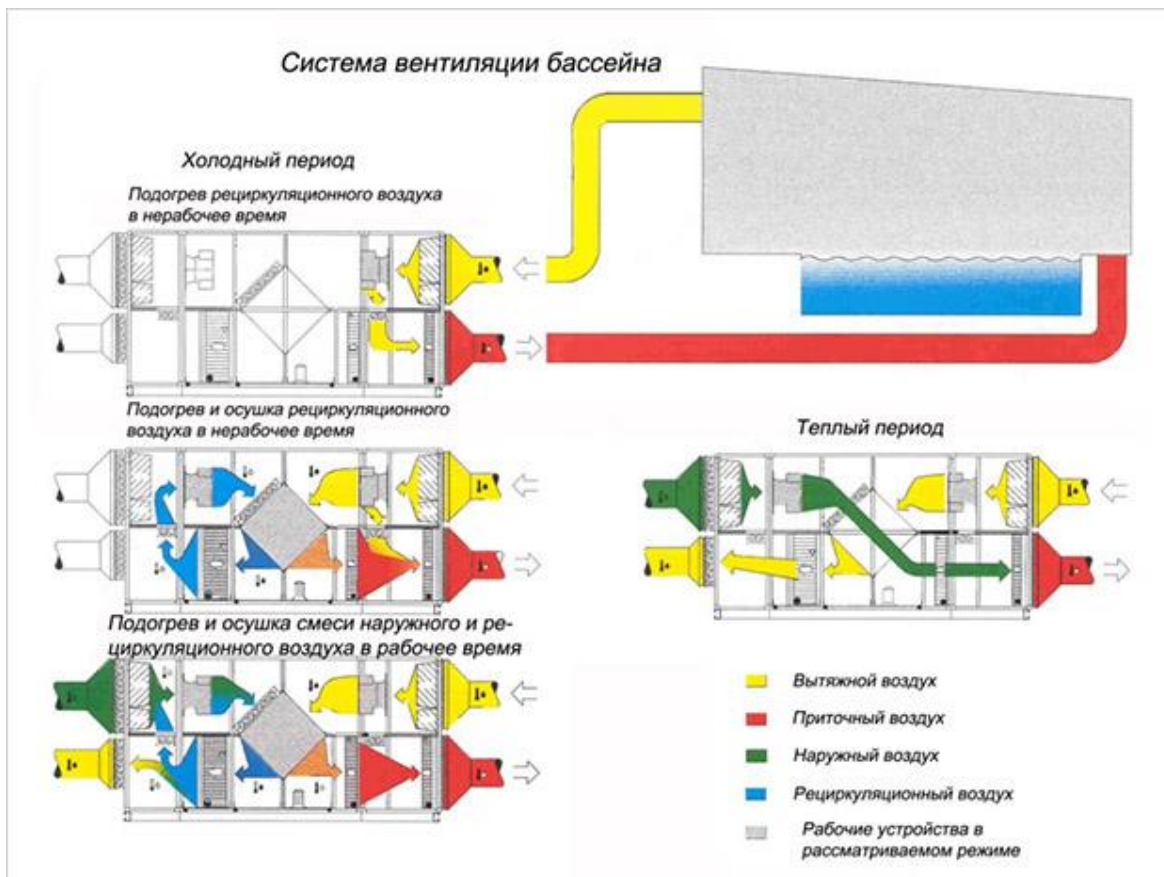 Система вентиляции бассейна
Холодный период
Подогрев рециркуляционного воздуха
в нерабочее время
Подогрев и осушка рециркуляционного
воздуха в нерабочее время
Теплый период
Подогрев и осушка смеси наружного и ре-
циркуляционного воздуха в рабочее время
Вытяжной воздух
Приточный воздух
Наружный воздух
Рециркуляционный воздух
Рабочие устройства в
рассматриваемом режиме